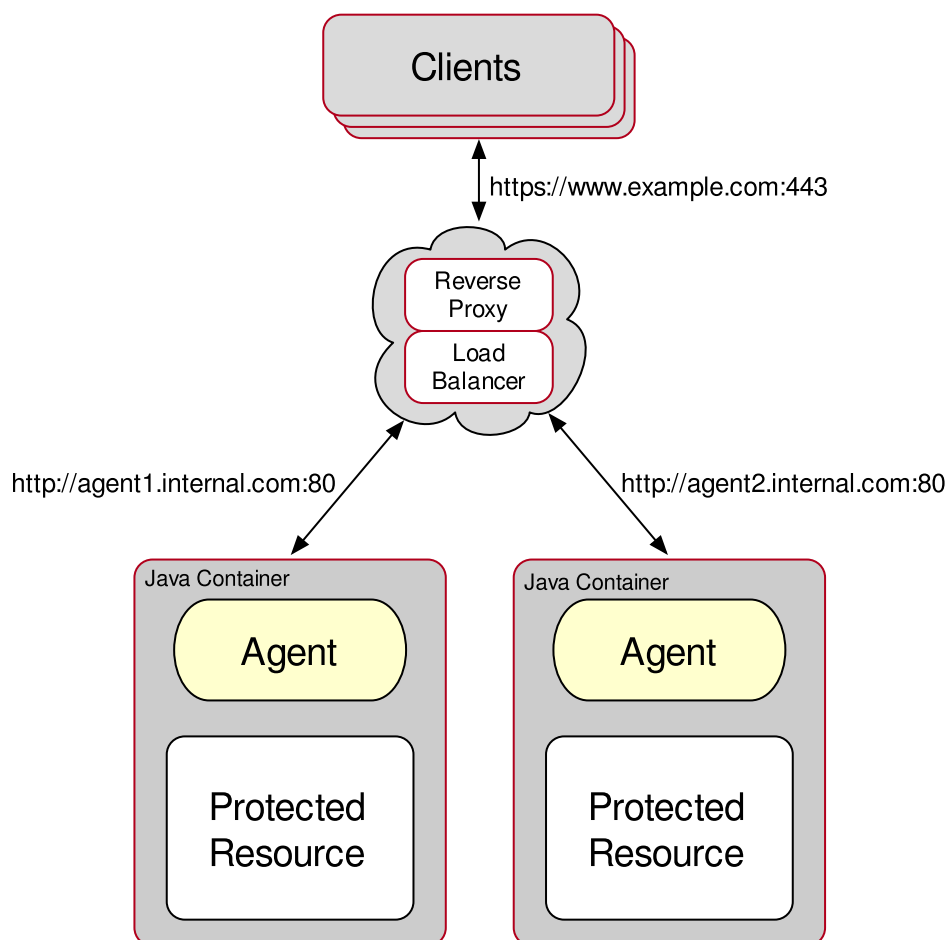 Clients
https://www.example.com:443
Reverse
Proxy
Load
Balancer
http://agent1.internal.com:80
http://agent2.internal.com:80
Java Container
Agent
Protected
Resource
Java Container
Agent
Protected
Resource